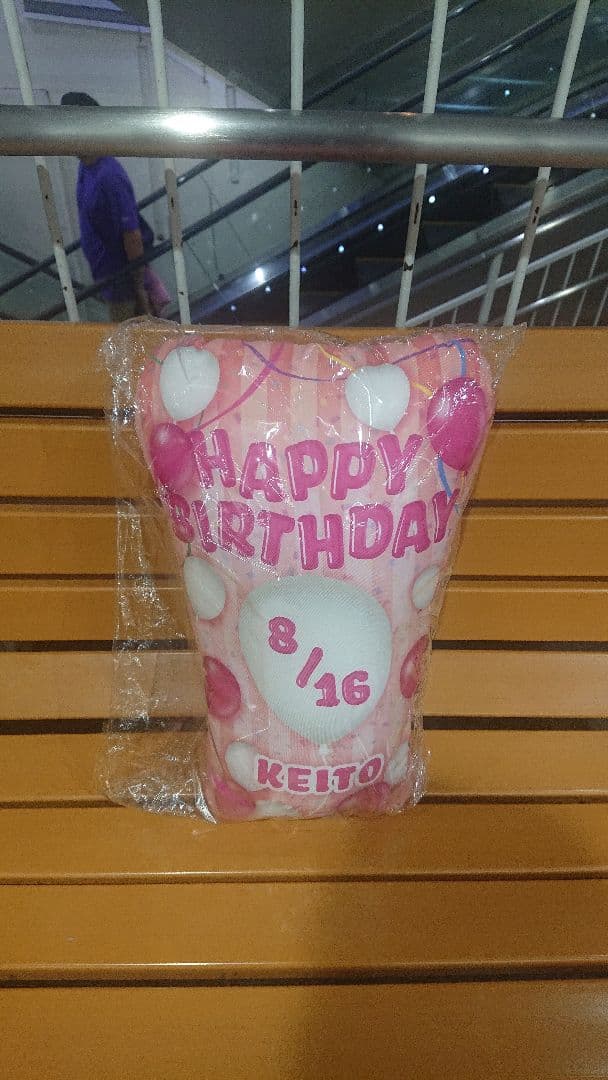 HAPPY
BIRTHDAY
8/16
KEITO